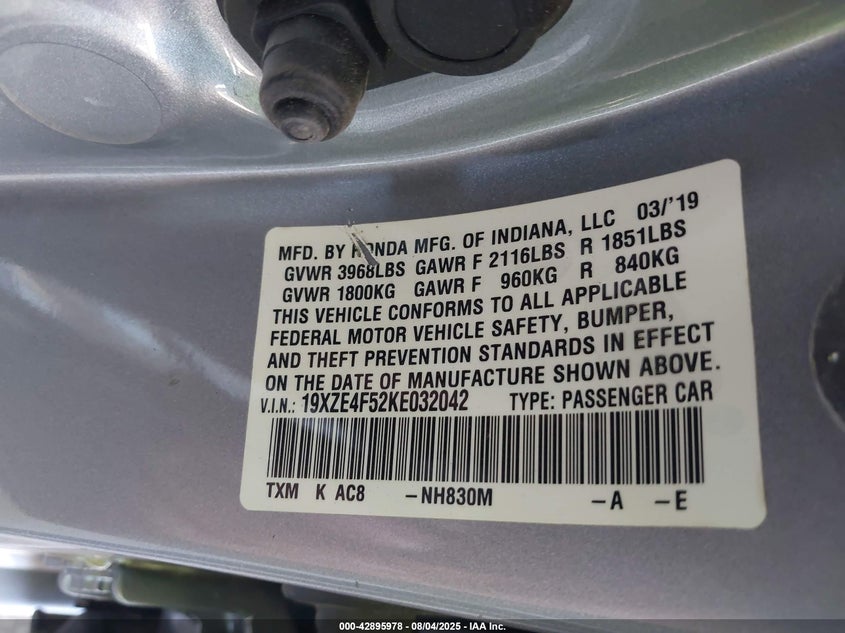 MFD. BY HONDA MFG. OF INDIANA, LLC 03/'19
GVWR 3968LBS GAWR F 2116LBS R 1851LBS
GVWR 1800KG GAWR F 960KG R 840KG
THIS VEHICLE CONFORMS TO ALL APPLICABLE
FEDERAL MOTOR VEHICLE SAFETY, BUMPER,
AND THEFT PREVENTION STANDARDS IN EFFECT
ON THE DATE OF MANUFACTURE SHOWN ABOVE.
V.I.N.: 19XZE4F52KE032042 TYPE: PASSENGER CAR
TXM K AC8 -NH830M -A -E
000-42895978 - 08/04/2025 - IAA Inc.